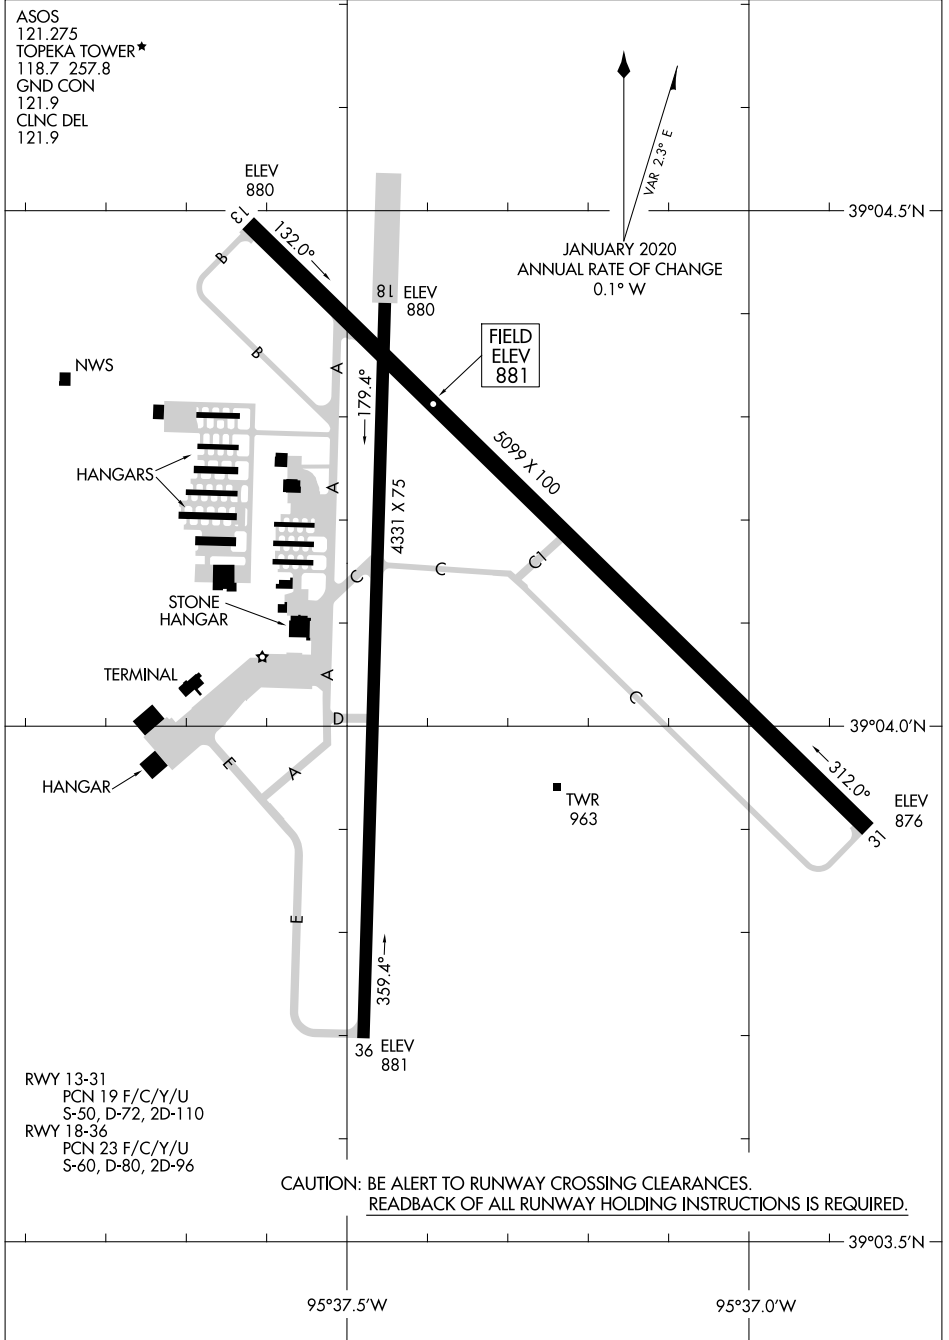 ASOS
121.275
TOPEKA TOWER★
118.7 257.8
GND CON
121.9
CLNC DEL
121.9
ELEV
880
13
132.0°
VAR 2.3° E
39°04.5'N
JANUARY 2020
ANNUAL RATE OF CHANGE
0.1° W
B
18
ELEV
880
FIELD
ELEV
881
B
A
NWS
179.4°
5099 X 100
HANGARS
A
4331 X 75
C
C
C1
STONE
HANGAR
TERMINAL
A
C
D
39°04.0'N
E
A
HANGAR
312.0°
TWR
963
ELEV
876
31
E
359.4°
36
ELEV
881
RWY 13-31
PCN 19 F/C/Y/U
S-50, D-72, 2D-110
RWY 18-36
PCN 23 F/C/Y/U
S-60, D-80, 2D-96
CAUTION: BE ALERT TO RUNWAY CROSSING CLEARANCES.
READBACK OF ALL RUNWAY HOLDING INSTRUCTIONS IS REQUIRED.
39°03.5'N
95°37.5'W
95°37.0'W